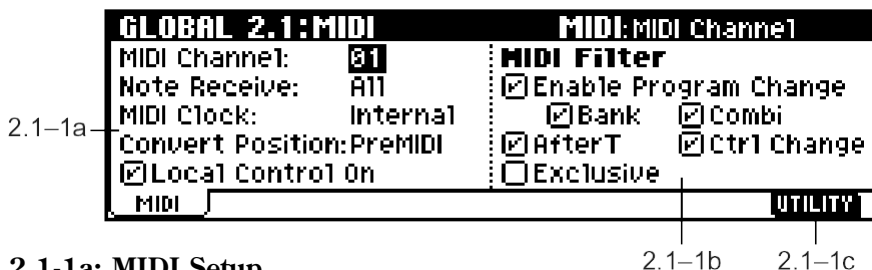 GLOBAL 2.1:MIDI MIDI:MIDI Channel
MIDI Channel: 01
Note Receive: All
MIDI Clock: Internal
Convert Position:PreMIDI
Local Control On
MIDI Filter
Enable Program Change
Bank Combi
AfterT Ctrl Change
Exclusive
MIDI UTILITY
2.1–1a
2.1–1b 2.1–1c
2.1-1a: MIDI Setup